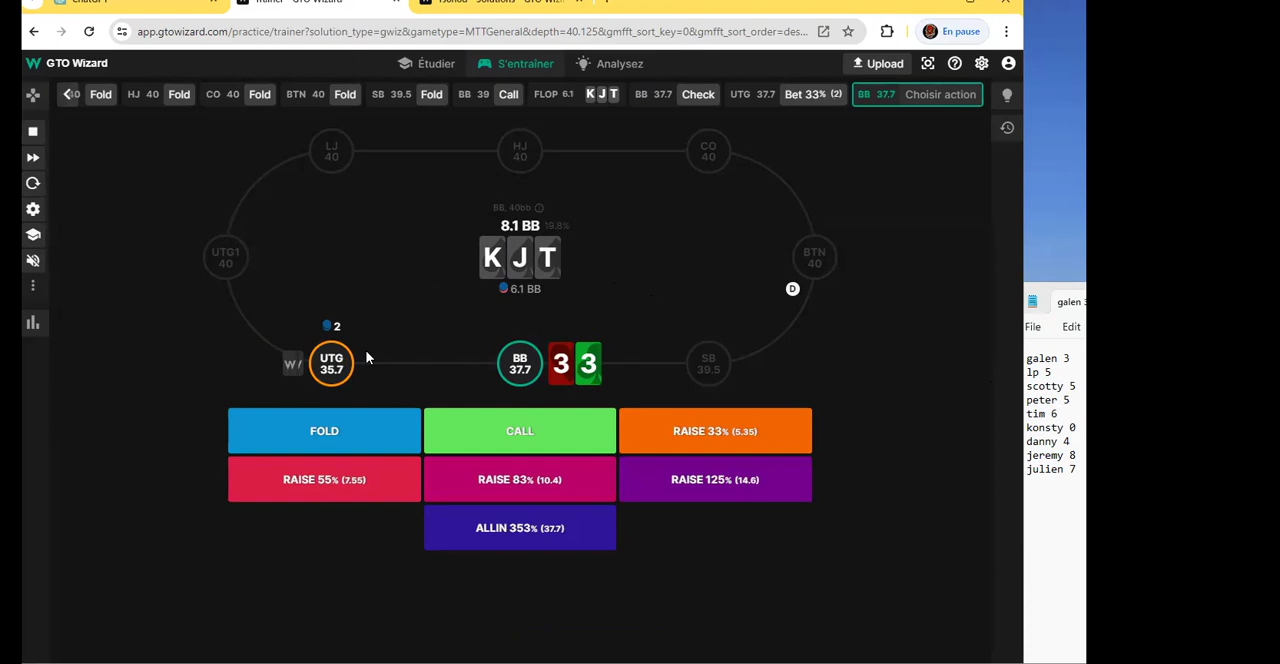 app.gtowizard.com/practice/trainer?solution_type=gwiz&gametype=MTTGeneral&depth=40.125&gmfft_sort_key=0&gmfft_sort_order=des...
En pause
GTO Wizard
Étudier
S'entraîner
Analysez
Upload
Fold
HJ 40 Fold
CO 40 Fold
BTN 40 Fold
SB 39.5 Fold
BB 39 Call
FLOP 6.1 K J T
BB 37.7 Check
UTG 37.7 Bet 33% (2)
BB 37.7 Choisir action
LJ
40
HJ
40
CO
40
BB, 40bb
8.1 BB 19.8%
K J T
6.1 BB
UTG1
40
BTN
40
D
2
W
UTG
35.7
BB
37.7
3 3
SB
39.5
FOLD
CALL
RAISE 33% (5.35)
RAISE 55% (7.55)
RAISE 83% (10.4)
RAISE 125% (14.6)
ALLIN 353% (37.7)
galen 3
File Edit
galen 3
lp 5
scotty 5
peter 5
tim 6
konsty 0
danny 4
jeremy 8
julien 7